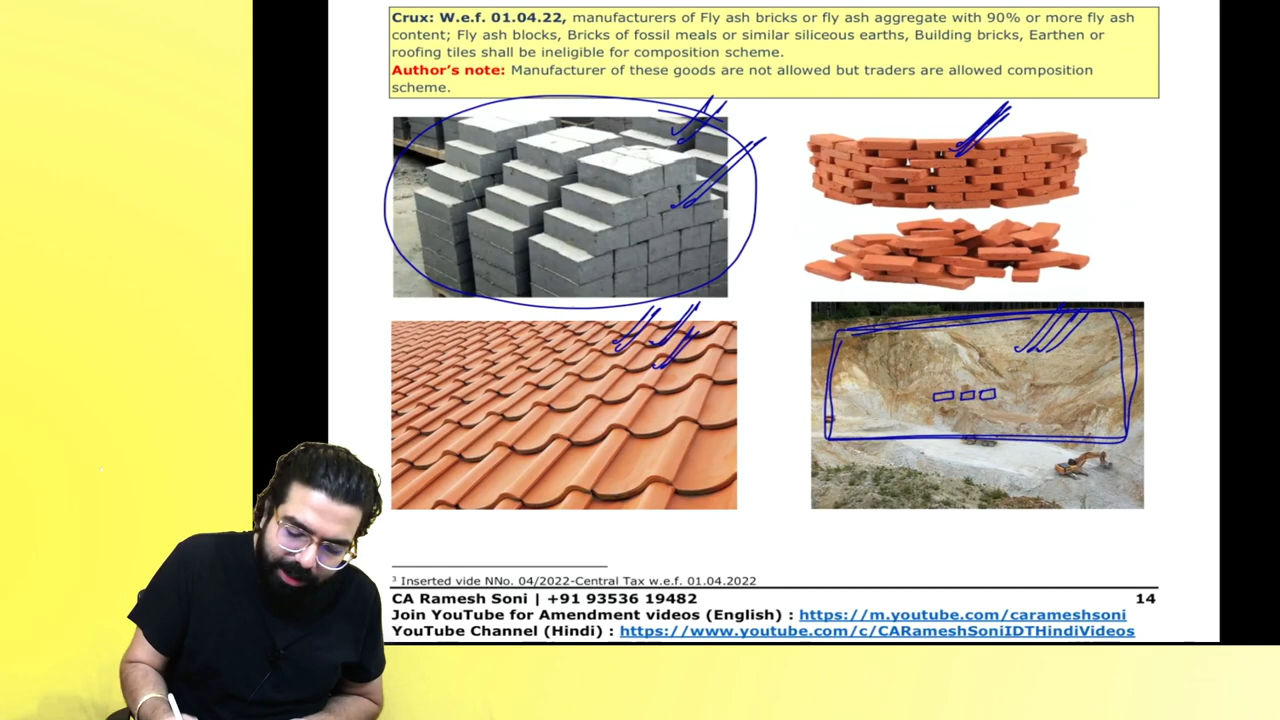 Crux: W.e.f. 01.04.22, manufacturers of Fly ash bricks or fly ash aggregate with 90% or more fly ash
content; Fly ash blocks, Bricks of fossil meals or similar siliceous earths, Building bricks, Earthen or
roofing tiles shall be ineligible for composition scheme.
Author's note: Manufacturer of these goods are not allowed but traders are allowed composition
scheme.
3 Inserted vide NNo. 04/2022-Central Tax w.e.f. 01.04.2022
CA Ramesh Soni | +91 93536 19482 14
Join YouTube for Amendment videos (English) : https://m.youtube.com/carameshsoni
YouTube Channel (Hindi) : https://www.youtube.com/c/CARameshSoniIDTHindiVideos